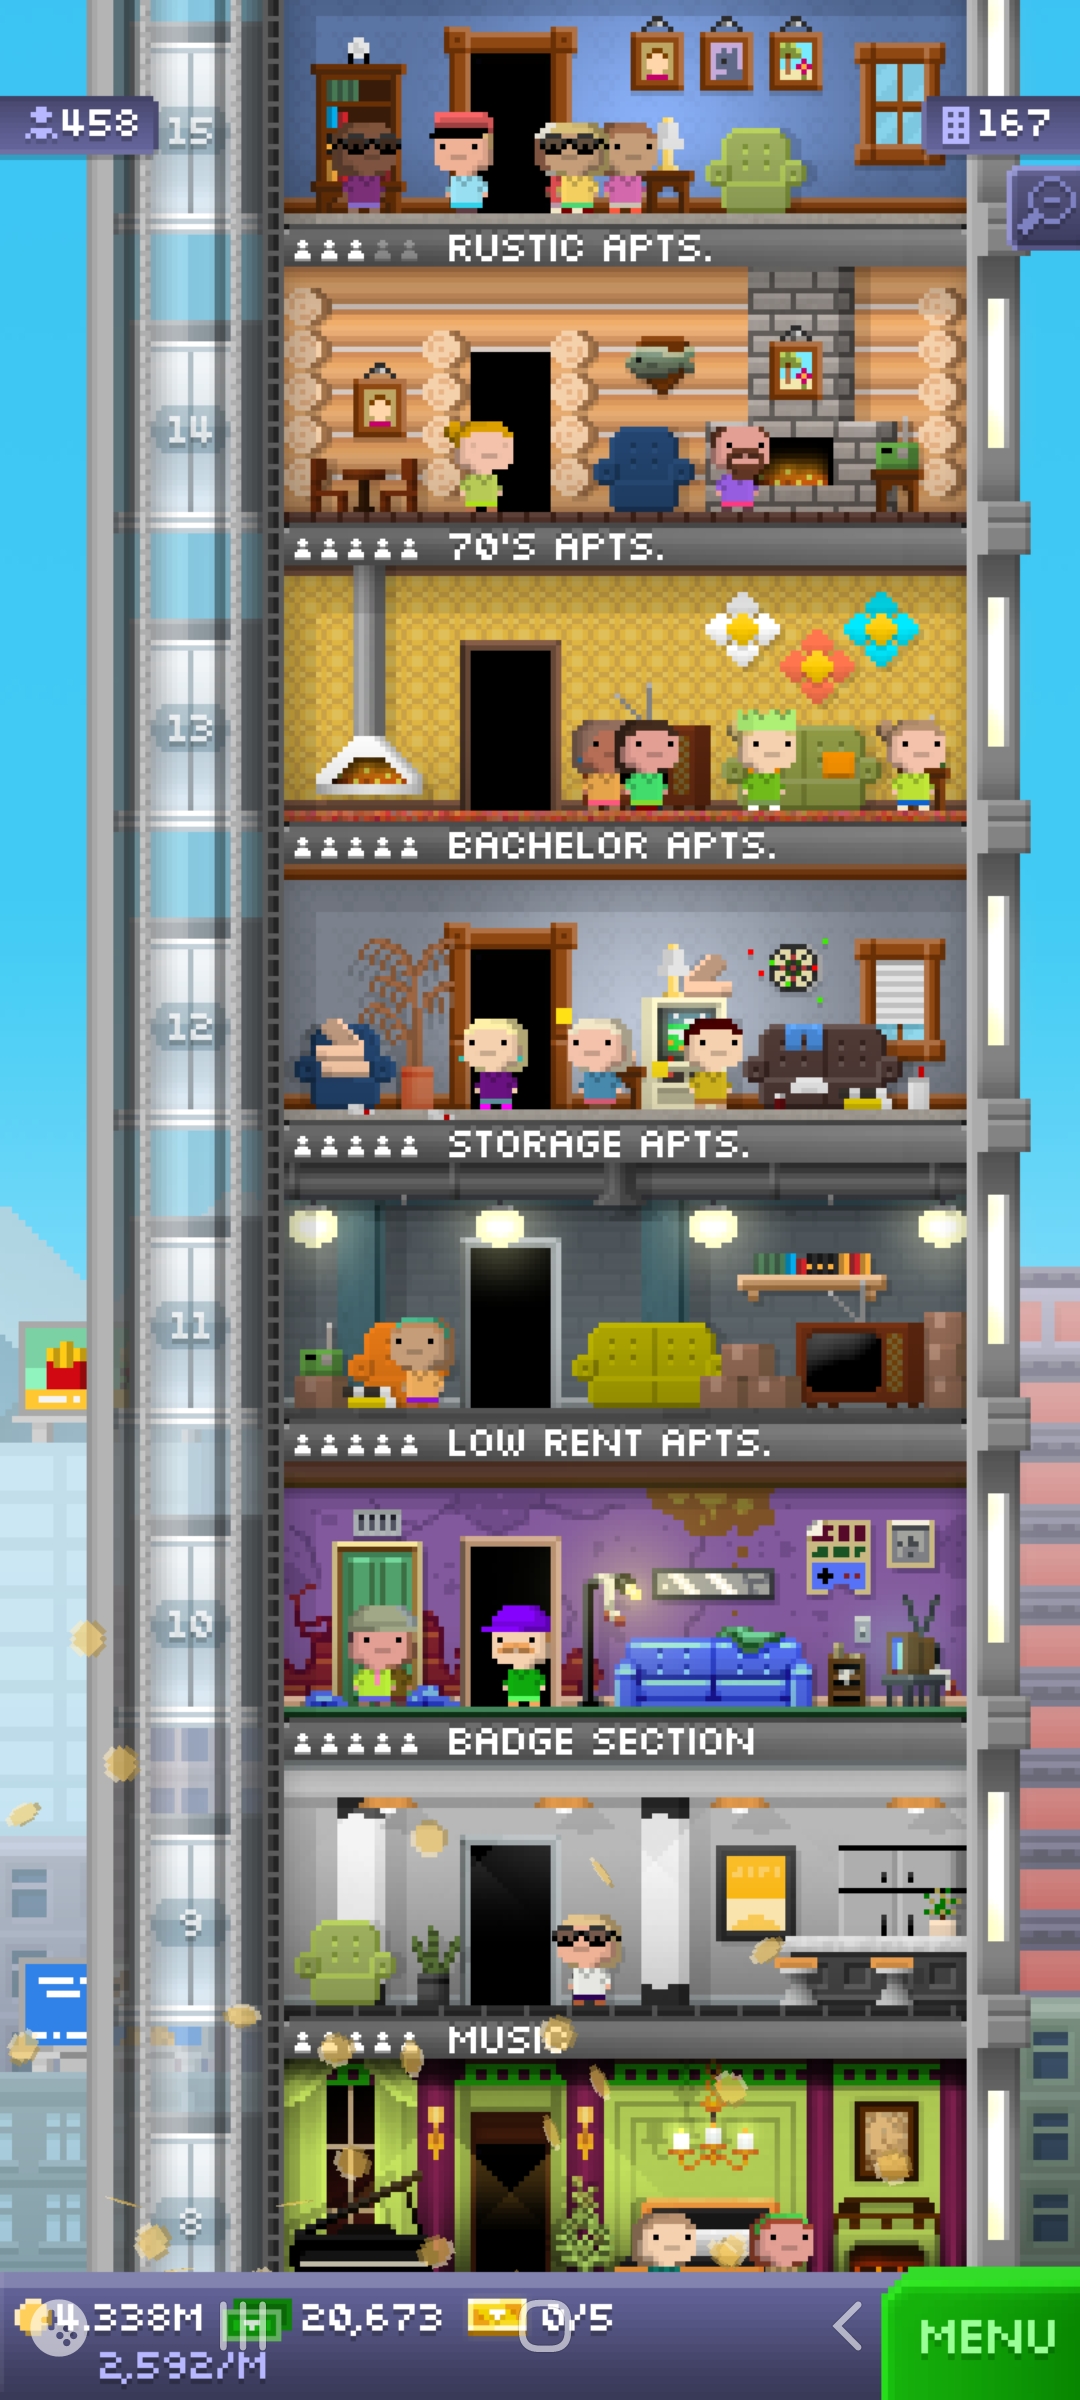 458
15
167
RUSTIC APTS.
14
70'S APTS.
13
BACHELOR APTS.
12
STORAGE APTS.
11
LOW RENT APTS.
10
BADGE SECTION
9
MUSIC
8
4.338M 20,673 0/5
2,592/M
MENU